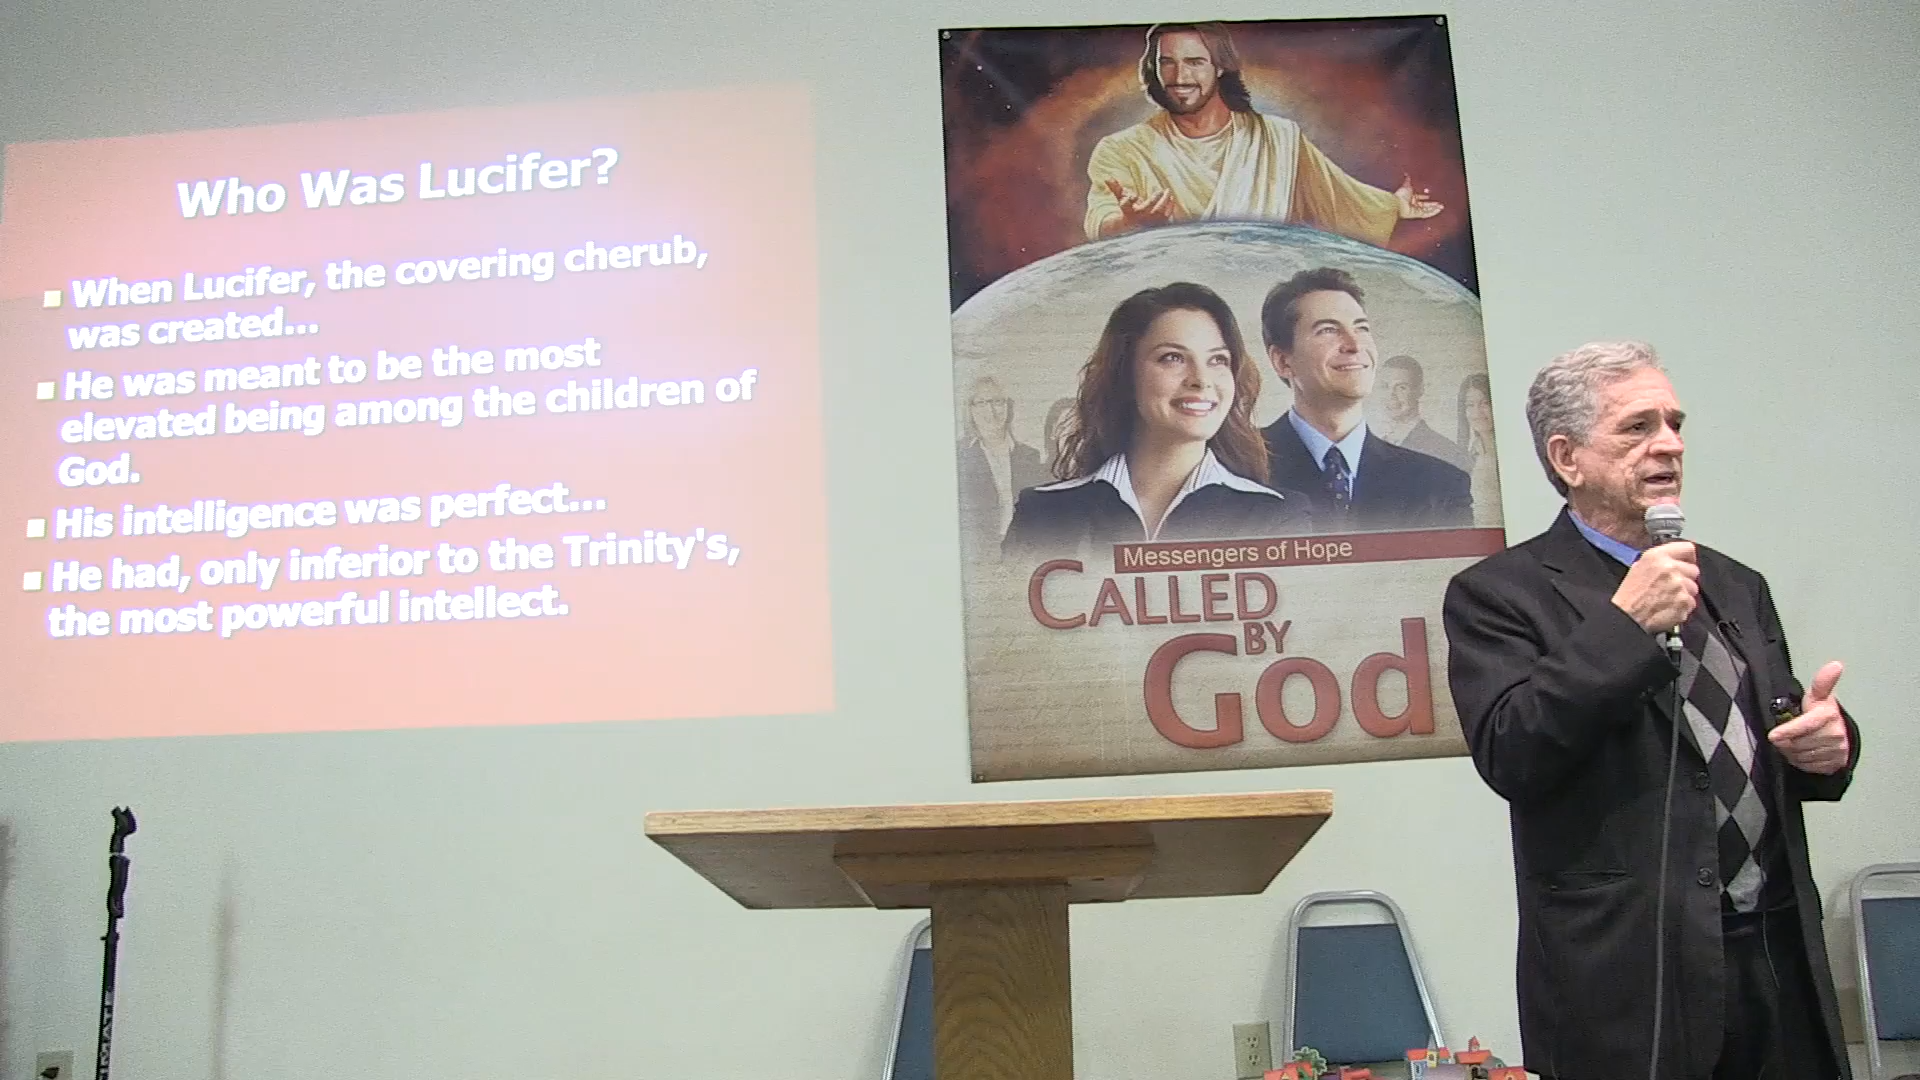 Who Was Lucifer?
When Lucifer, the covering cherub,
was created...
He was meant to be the most
elevated being among the children of
God.
His intelligence was perfect...
He had, only inferior to the Trinity's,
the most powerful intellect.
Messengers of Hope
CALLED
BY
God